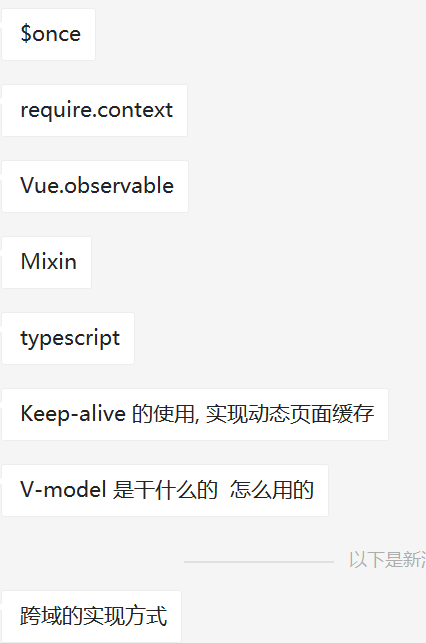 $once
require.context
Vue.observable
Mixin
typescript
Keep-alive 的使用, 实现动态页面缓存
V-model 是干什么的  怎么用的
以下是新
跨域的实现方式